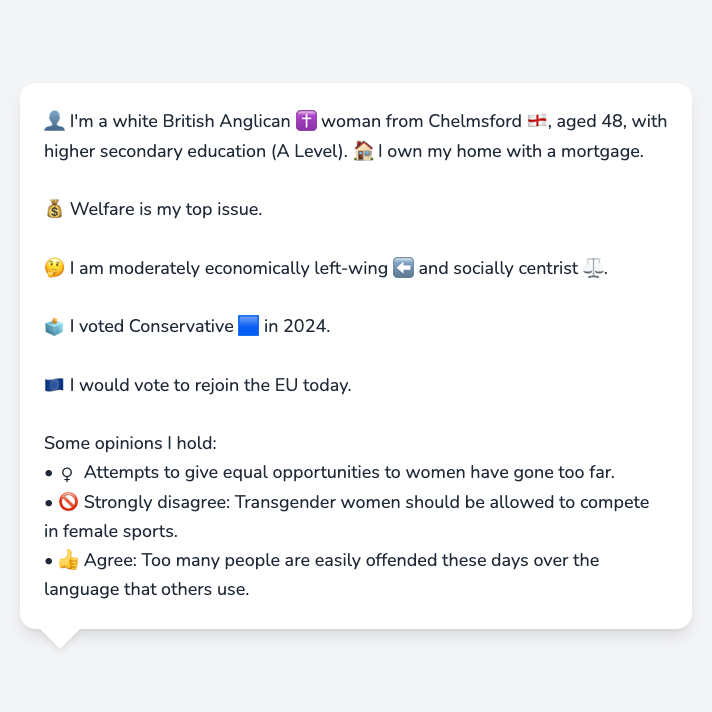 👤 I'm a white British Anglican ✝️ woman from Chelmsford 🏴󠁧󠁢󠁥󠁮󠁧󠁿, aged 48, with
higher secondary education (A Level). 🏠 I own my home with a mortgage.
💰 Welfare is my top issue.
🤔 I am moderately economically left-wing ⬅️ and socially centrist ⚖️.
🗳️ I voted Conservative 🟦 in 2024.
🇪🇺 I would vote to rejoin the EU today.
Some opinions I hold:
• ♀️ Attempts to give equal opportunities to women have gone too far.
• 🚫 Strongly disagree: Transgender women should be allowed to compete
in female sports.
• 👍 Agree: Too many people are easily offended these days over the
language that others use.